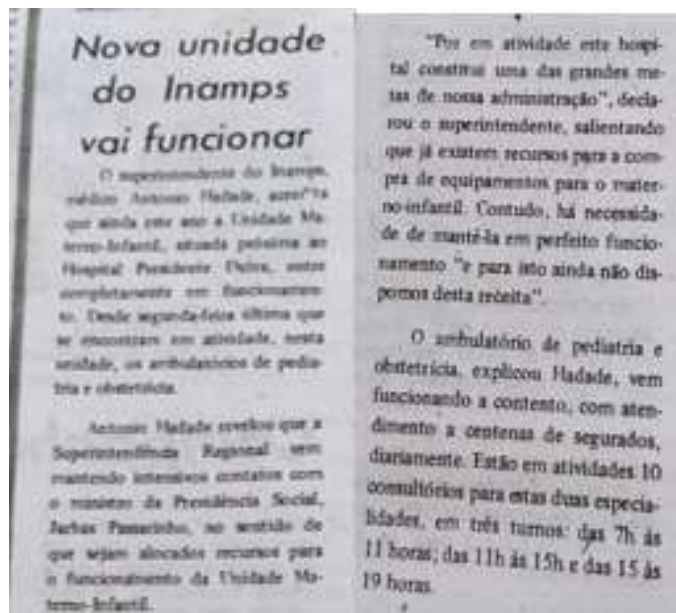 Nova unidade
do Inamps
vai funcionar
O superintendente do Inamps,
médico Antonio Hadade,
que ainda este ano a Unidade Ma-
terno-Infantil, situada próxima ao
Hospital Presidente Dutra, entre
completamente em funcionamen-
to. Desde segunda-feira última que
se encontram em atividade, nesta
unidade, os ambulatórios de pedia-
tria e obstetrícia.
Antonio Hadade revelou que a
Superintendência Regional vem
mantendo intensivos contatos com
o ministro da Previdência Social,
Jarbas Passarinho, no sentido de
que sejam alocados recursos para
o funcionamento da Unidade Ma-
terno-Infantil.
"Por em atividade este hospi-
tal constitui uma das grandes me-
tas de nossa administração", decla-
rou o superintendente, salientando
que já existem recursos para a com-
pra de equipamentos para o mater-
no-infantil. Contudo, há necessida-
de de mantê-la em perfeito funcio-
namento "e para isto ainda não dis-
pomos desta receita".
O ambulatório de pediatria e
obstetrícia, explicou Hadade, vem
funcionando a contento, com aten-
dimento a centenas de segurados,
diariamente. Estão em atividades 10
consultórios para estas duas especia-
lidades, em três turnos: das 7h às
11 horas; das 11h às 15h e das 15 às
19 horas.